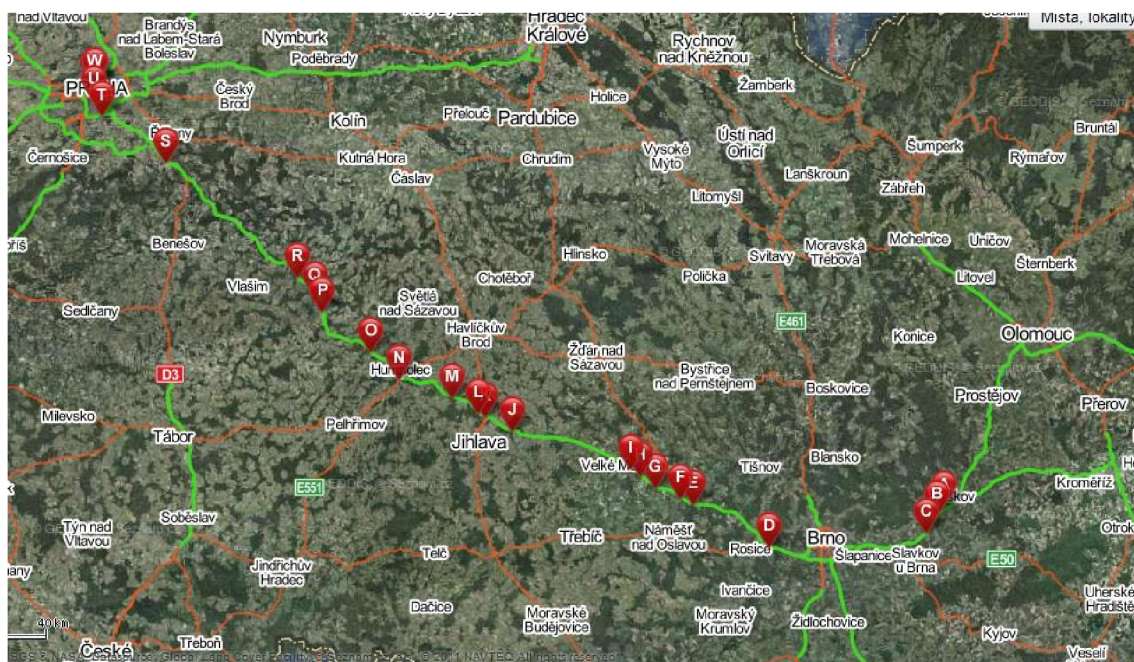 nad Vltavou
Brandýs
nad Labem-Stará
Boleslav
Nymburk
Poděbrady
Hradec
Králové
Rychnov
nad Kněžnou
Místa, lokality
W
U
T
Český
Brod
Kolín
Přelouč
Pardubice
Holice
Žamberk
Bruntál
S
Černošice
Kutná Hora
Čáslav
Chrudim
Vysoké
Mýto
Ústí nad
Orlicí
Litomyšl
Lanškroun
Šumperk
Zábřeh
Rýmařov
Benešov
R
Q
P
Vlašim
Sedlčany
Chotěboř
Hlinsko
Polička
Svitavy
Moravská
Třebová
Mohelnice
Uničov
Litovel
Šternberk
Světlá
nad Sázavou
Havlíčkův
Brod
O
N
M
L
J
E461
Konice
Olomouc
D3
Milevsko
Tábor
Pelhřimov
Jihlava
Žďár nad
Sázavou
Bystřice
nad Pernštejnem
Boskovice
Prostějov
Přerov
I
H
G
F
E
Tišnov
Blansko
A
B
C
Kroměříž
E551
Týn nad
Vltavou
Soběslav
Jindřichův
Hradec
Telč
Třebíč
Náměšť
nad Oslavou
D
Rosice
Brno
Šlapanice
Slavkov
u Brna
E50
Uherské
Hradiště
Dačice
Moravské
Budějovice
Ivančice
Moravský
Krumlov
Židlochovice
Kyjov
Veselí
40 km
České
Třeboň
© 2011 NAVTEQ All rights reserved